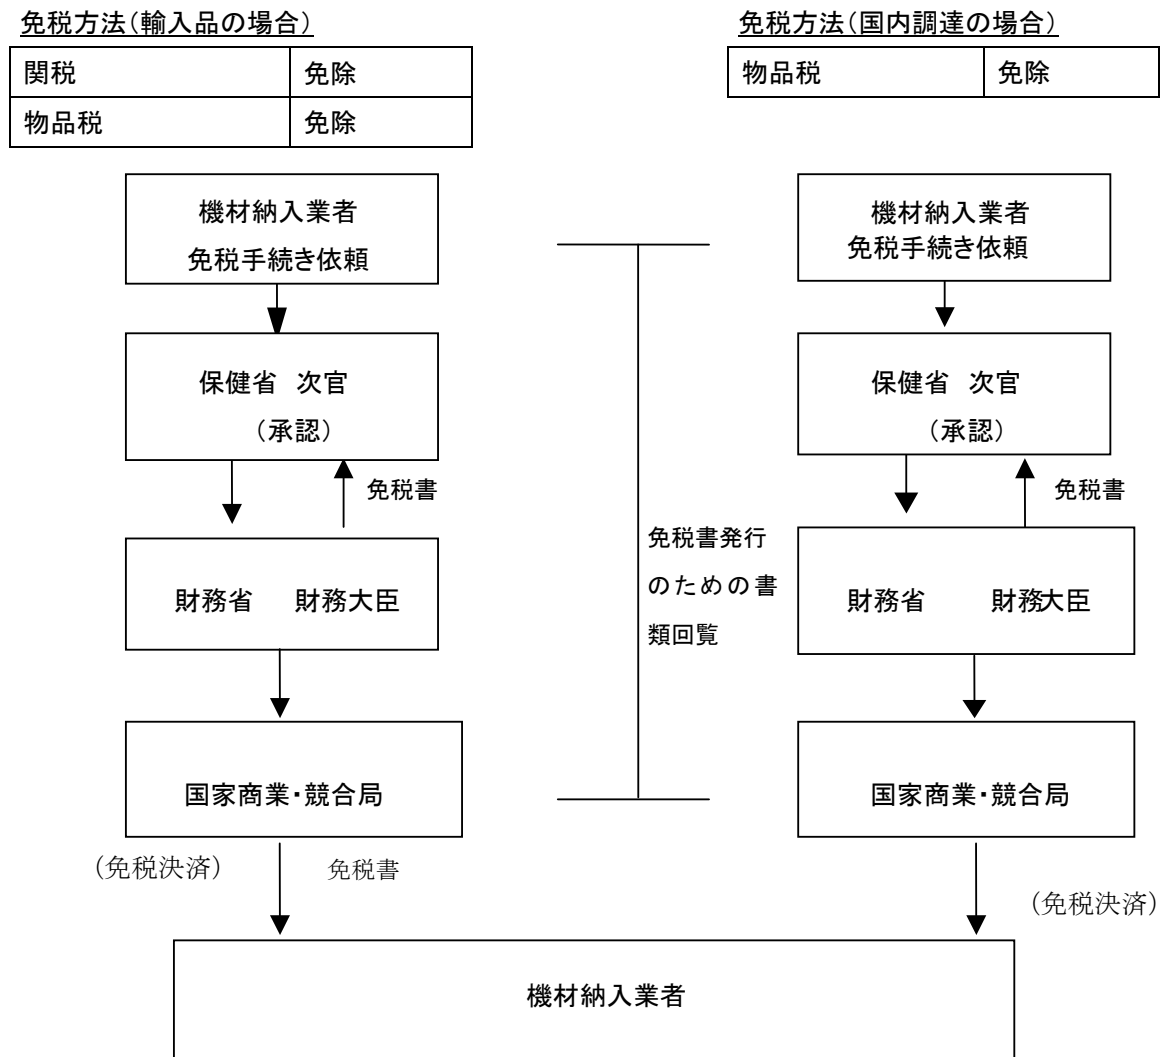 免税方法（輸入品の場合）
関税 免除
物品税 免除
機材納入業者
免税手続き依頼
保健省 次官
（承認）
免税書
財務省 財務大臣
国家商業・競合局
（免税決済） 免税書
免税書発行
のための書
類回覧
免税方法（国内調達の場合）
物品税 免除
機材納入業者
免税手続き依頼
保健省 次官
（承認）
免税書
財務省 財務大臣
国家商業・競合局
（免税決済）
機材納入業者